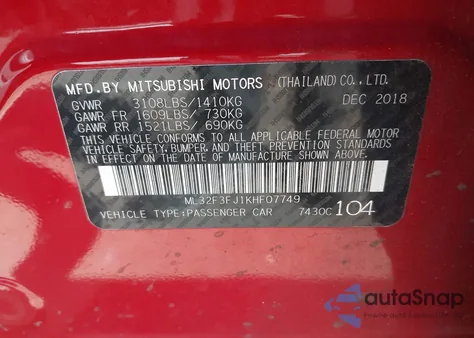 MFD.BY MITSUBISHI MOTORS (THAILAND)CO.,LTD.
GVWR 3108LBS/1410KG DEC 2018
GAWR FR 1609LBS/ 730KG
GAWR RR 1521LBS/ 690KG
THIS VEHICLE CONFORMS TO ALL APPLICABLE FEDERAL MOTOR
VEHICLE SAFETY,BUMPER,AND THEFT PREVENTION STANDARDS
IN EFFECT ON THE DATE OF MANUFACTURE SHOWN ABOVE.
ML32F3FJ1KHF07749
VEHICLE TYPE:PASSENGER CAR 7430C 104
autoSnap